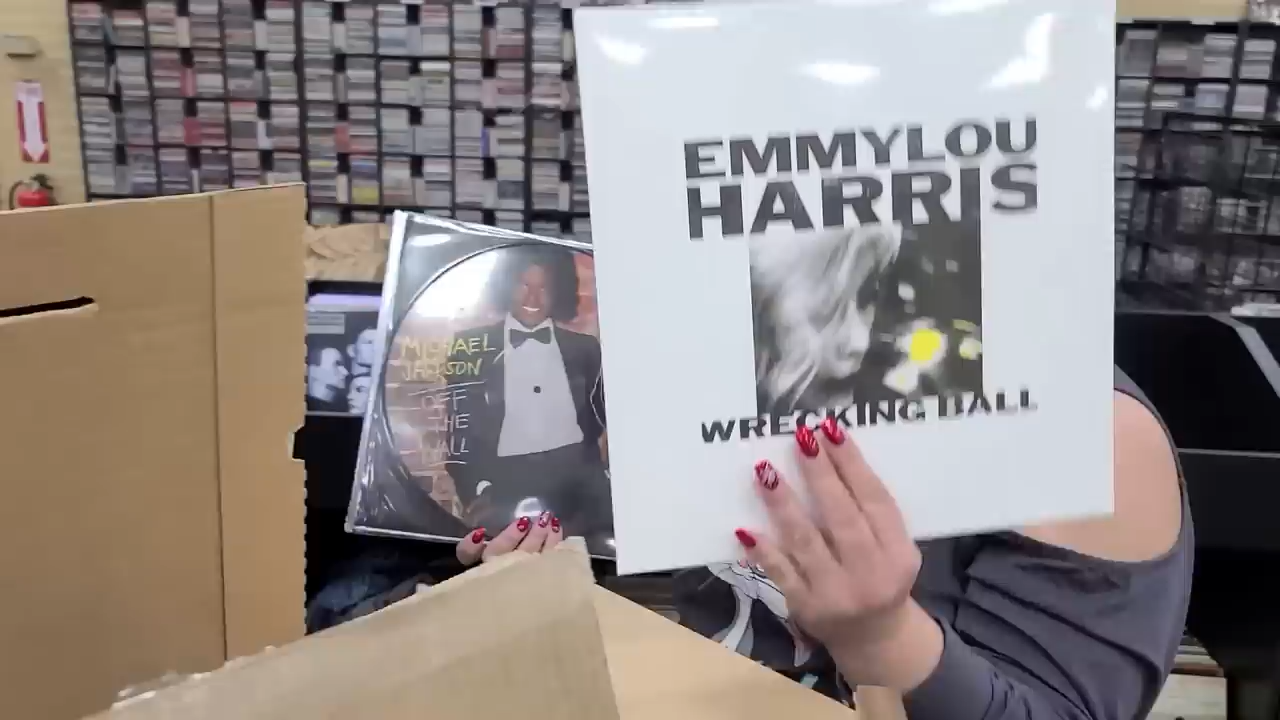 MICHAEL
JACKSON
OFF
THE
WALL
EMMYLOU
HARRIS
WRECKING BALL